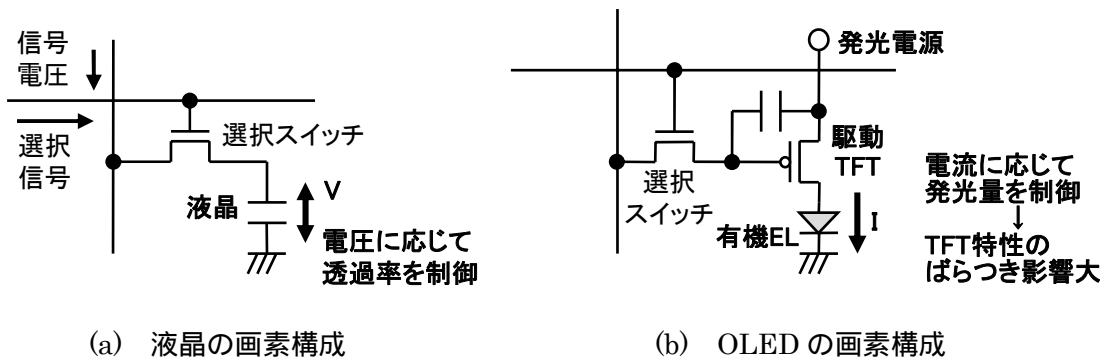 信号
電圧
選択
信号
選択スイッチ
液晶
V
電圧に応じて
透過率を制御
(a) 液晶の画素構成
発光電源
駆動
TFT
選択
スイッチ
有機EL
I
電流に応じて
発光量を制御
↓
TFT特性の
ばらつき影響大
(b) OLED の画素構成